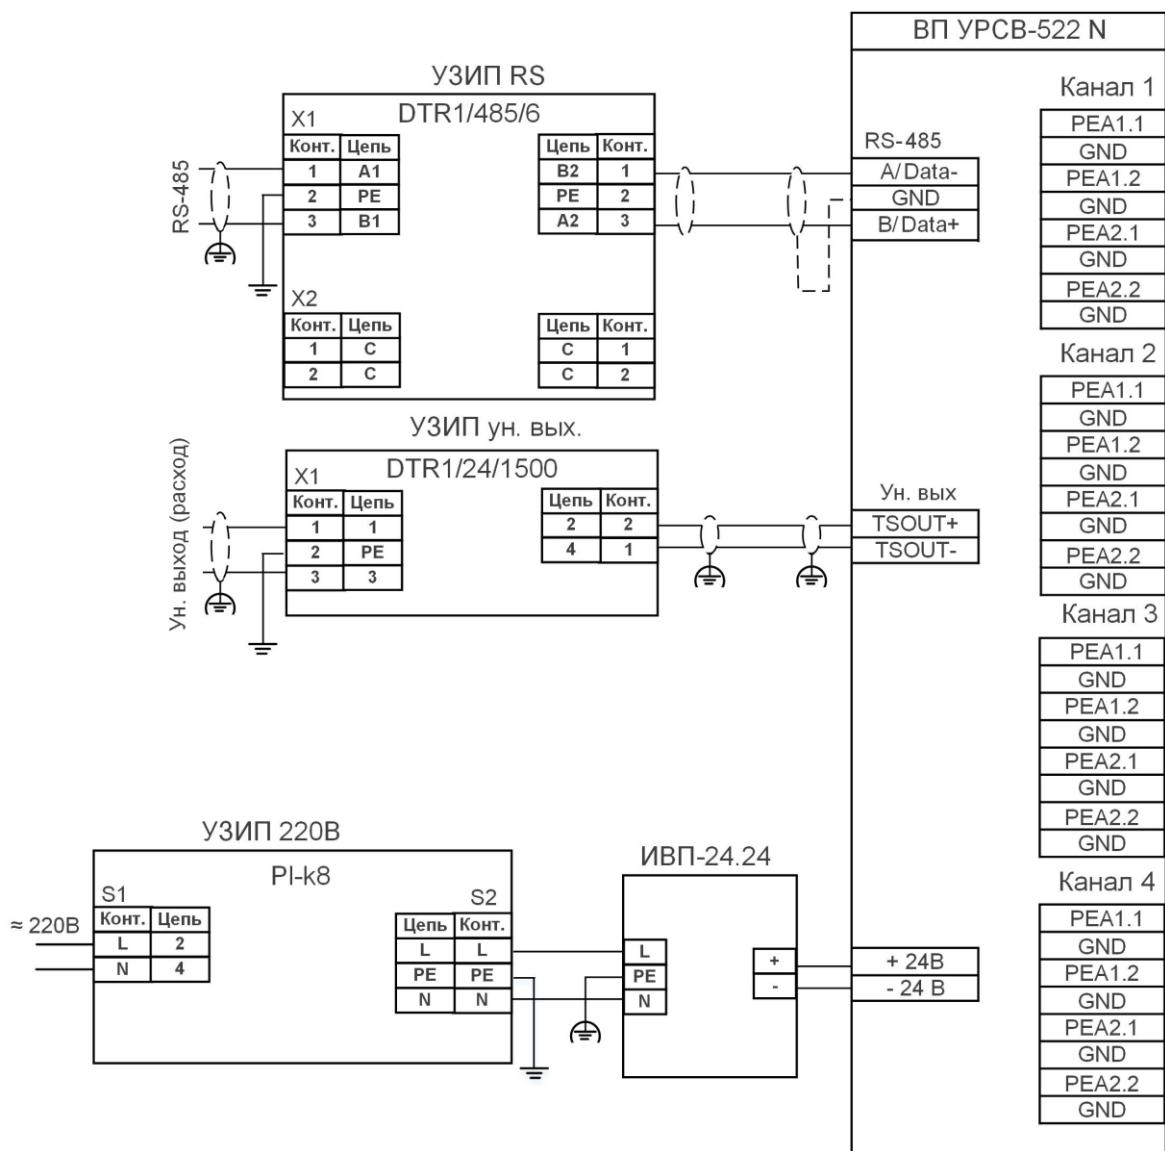 ВП УРСВ-522 N
УЗИП RS
DTR1/485/6
X1
Конт. Цепь
1 A1
2 PE
3 B1
Цепь Конт.
B2 1
PE 2
A2 3
RS-485
X2
Конт. Цепь
1 C
2 C
Цепь Конт.
C 1
C 2
RS-485
A/Data-
GND
B/Data+
УЗИП ун. вых.
DTR1/24/1500
X1
Конт. Цепь
1 1
2 PE
3 3
Цепь Конт.
2 2
4 1
Ун. выход (расход)
Ун. вых
TSOUT+
TSOUT-
УЗИП 220В
PI-k8
S1
Конт. Цепь
L 2
N 4
≈ 220В
S2
Цепь Конт.
L L
PE PE
N N
ИВП-24.24
L
PE
N
+
-
+ 24В
- 24 В
Канал 1
PEA1.1
GND
PEA1.2
GND
PEA2.1
GND
PEA2.2
GND
Канал 2
PEA1.1
GND
PEA1.2
GND
PEA2.1
GND
PEA2.2
GND
Канал 3
PEA1.1
GND
PEA1.2
GND
PEA2.1
GND
PEA2.2
GND
Канал 4
PEA1.1
GND
PEA1.2
GND
PEA2.1
GND
PEA2.2
GND